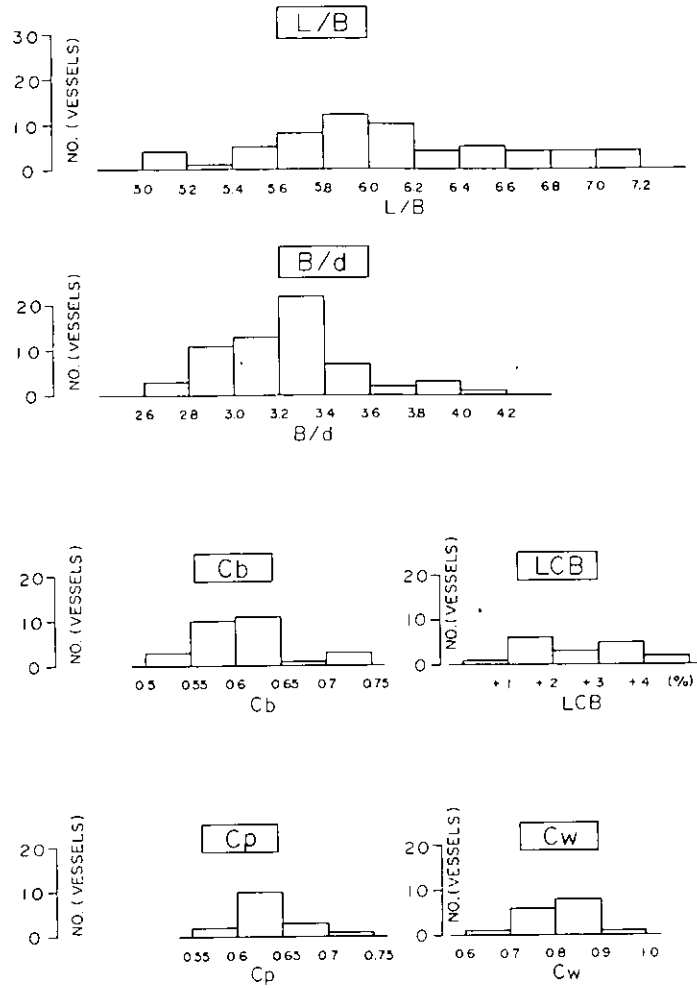 L/B
30
20
10
0
NO. (VESSELS)
5.0 5.2 5.4 5.6 5.8 6.0 6.2 6.4 6.6 6.8 7.0 7.2
L/B
B/d
20
10
0
NO. (VESSELS)
2.6 2.8 3.0 3.2 3.4 3.6 3.8 4.0 4.2
B/d
Cb
20
10
0
NO. (VESSELS)
0.5 0.55 0.6 0.65 0.7 0.75
Cb
LCB
20
10
0
NO. (VESSELS)
+1 +2 +3 +4 (%)
LCB
Cp
20
10
0
NO. (VESSELS)
0.55 0.6 0.65 0.7 0.75
Cp
Cw
20
10
0
NO. (VESSELS)
0.6 0.7 0.8 0.9 1.0
Cw